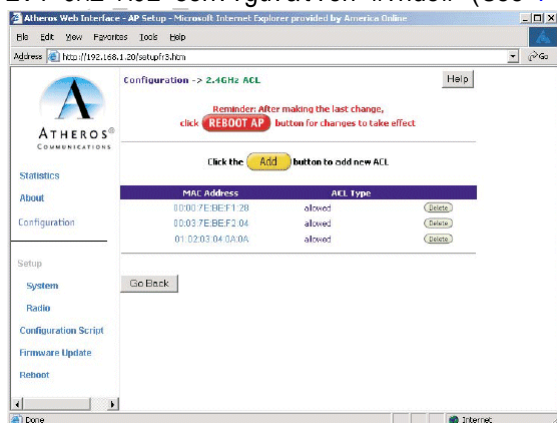 Atheros Web Interface - AP Setup - Microsoft Internet Explorer provided by America Online
File Edit View Favorites Tools Help
Address http://192.168.1.20/setupfr3.htm Go
Configuration -> 2.4GHz ACL Help
Reminder: After making the last change,
click REBOOT AP button for changes to take effect
ATHEROS®
COMMUNICATIONS
Click the Add button to add new ACL
Statistics
About
Configuration
MAC Address ACL Type
00:00:7E:BE:F1:28 allowed Delete
00:03:7E:BE:F2:04 allowed Delete
01:02:03:04:0A:0A allowed Delete
Setup
System
Radio
Configuration Script
Firmware Update
Reboot
Go Back
Done Internet